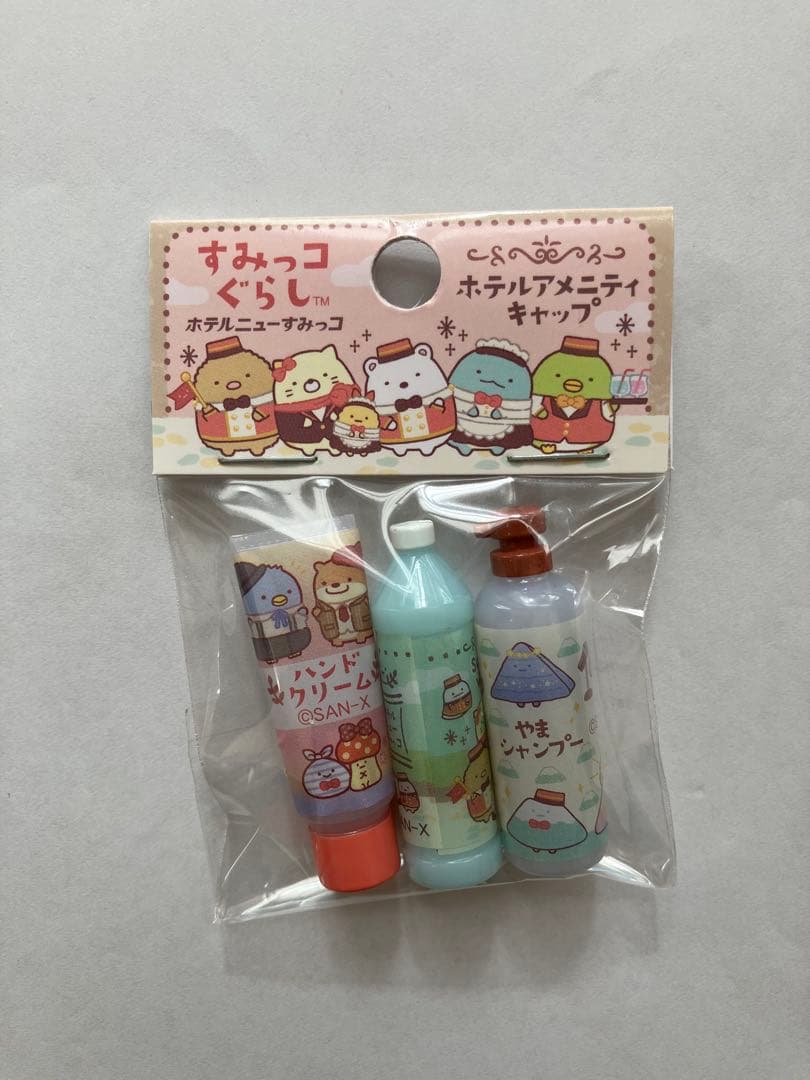 すみっコ
ぐらし™
ホテルニューすみっコ
ホテルアメニティ
キャップ
ハンド
クリーム
©SAN-X
AN-X
やま
シャンプー